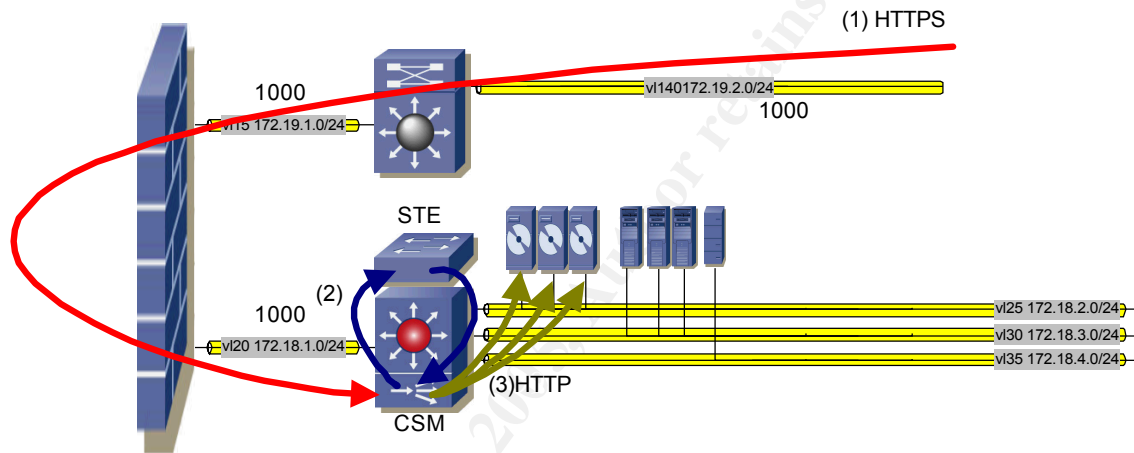 (1) HTTPS
1000
vl140172.19.2.0/24
vl15 172.19.1.0/24
1000
STE
(2)
1000
vl25 172.18.2.0/24
vl30 172.18.3.0/24
vl20 172.18.1.0/24
vl35 172.18.4.0/24
(3)HTTP
CSM
Author retains